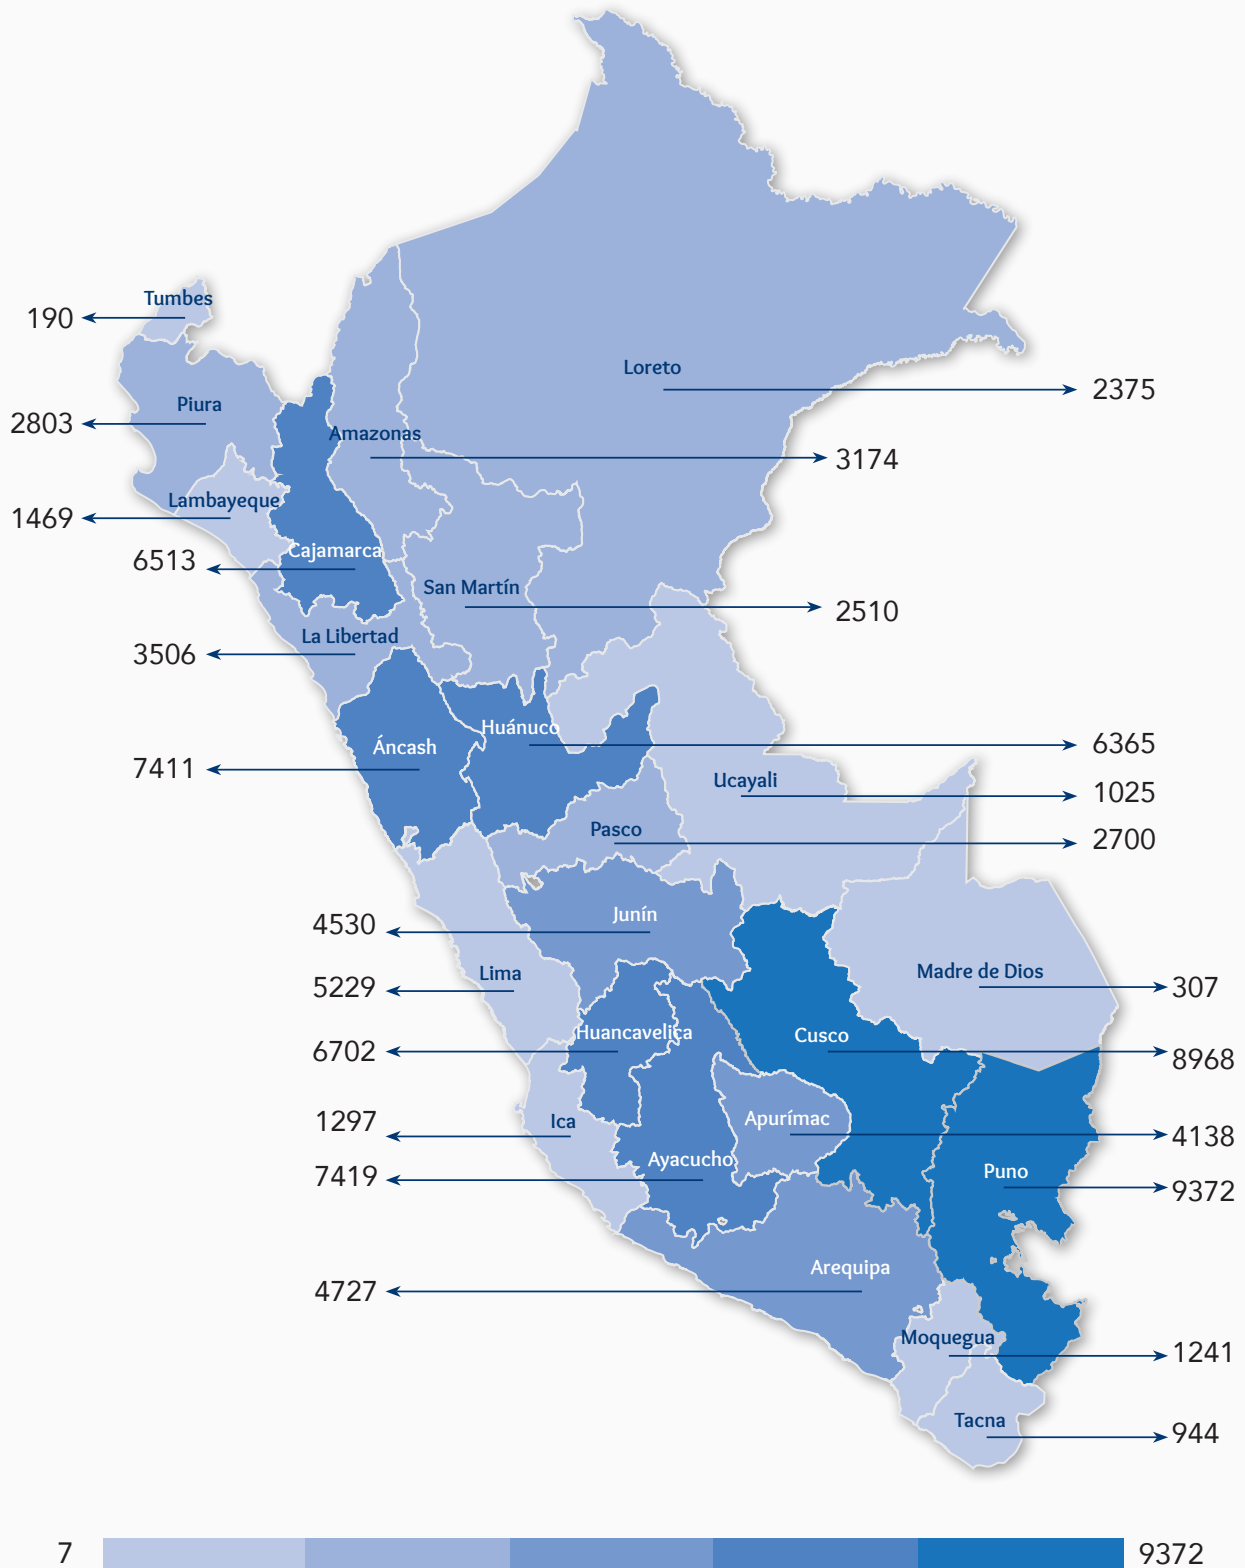 Tumbes
190
Loreto
2375
Piura
2803
Amazonas
3174
Lambayeque
1469
Cajamarca
6513
San Martín
2510
La Libertad
3506
Huánuco
6365
Áncash
7411
Ucayali
1025
Pasco
2700
Junín
4530
Lima
5229
Madre de Dios
307
Huancavelica
6702
Cusco
8968
Ica
1297
Apurímac
4138
Ayacucho
7419
Puno
9372
Arequipa
4727
Moquegua
1241
Tacna
944
7
9372